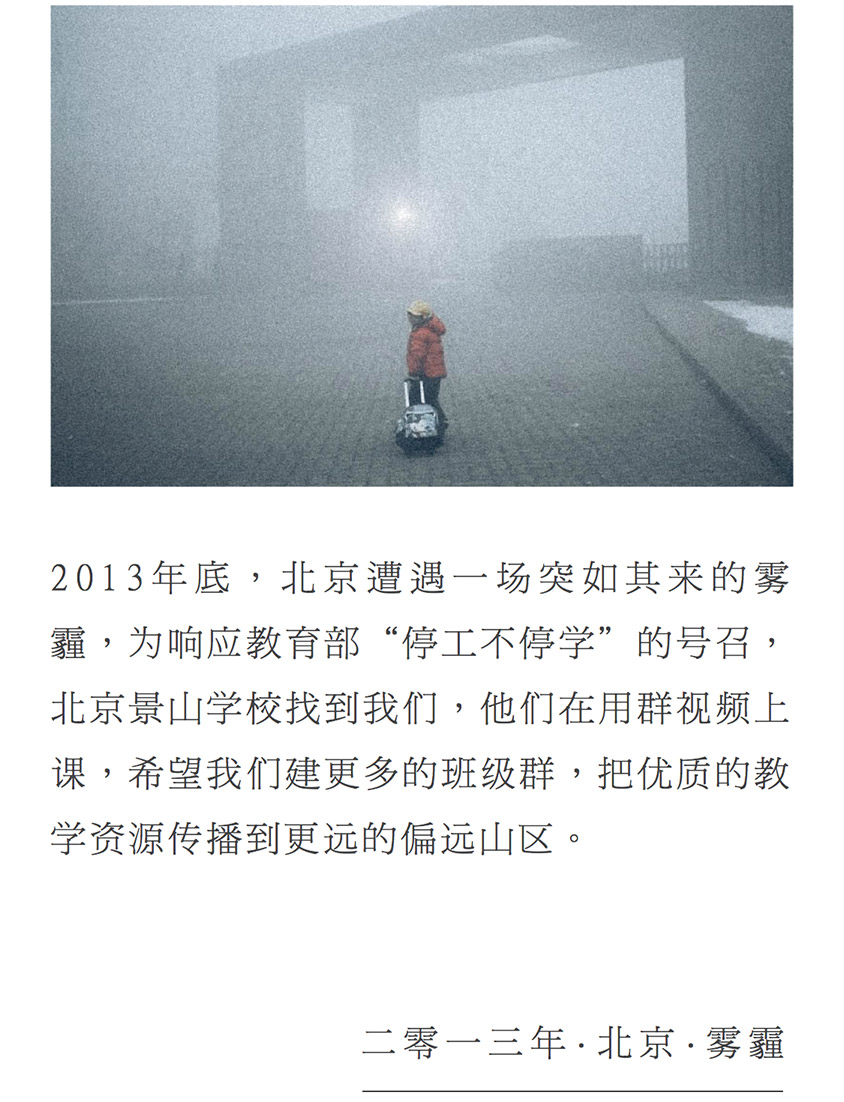 2013年底，北京遭遇一场突如其来的雾
霾，为响应教育部“停工不停学”的号召，
北京景山学校找到我们，他们在用群视频上
课，希望我们建更多的班级群，把优质的教
学资源传播到更远的偏远山区。
二零一三年·北京·雾霾